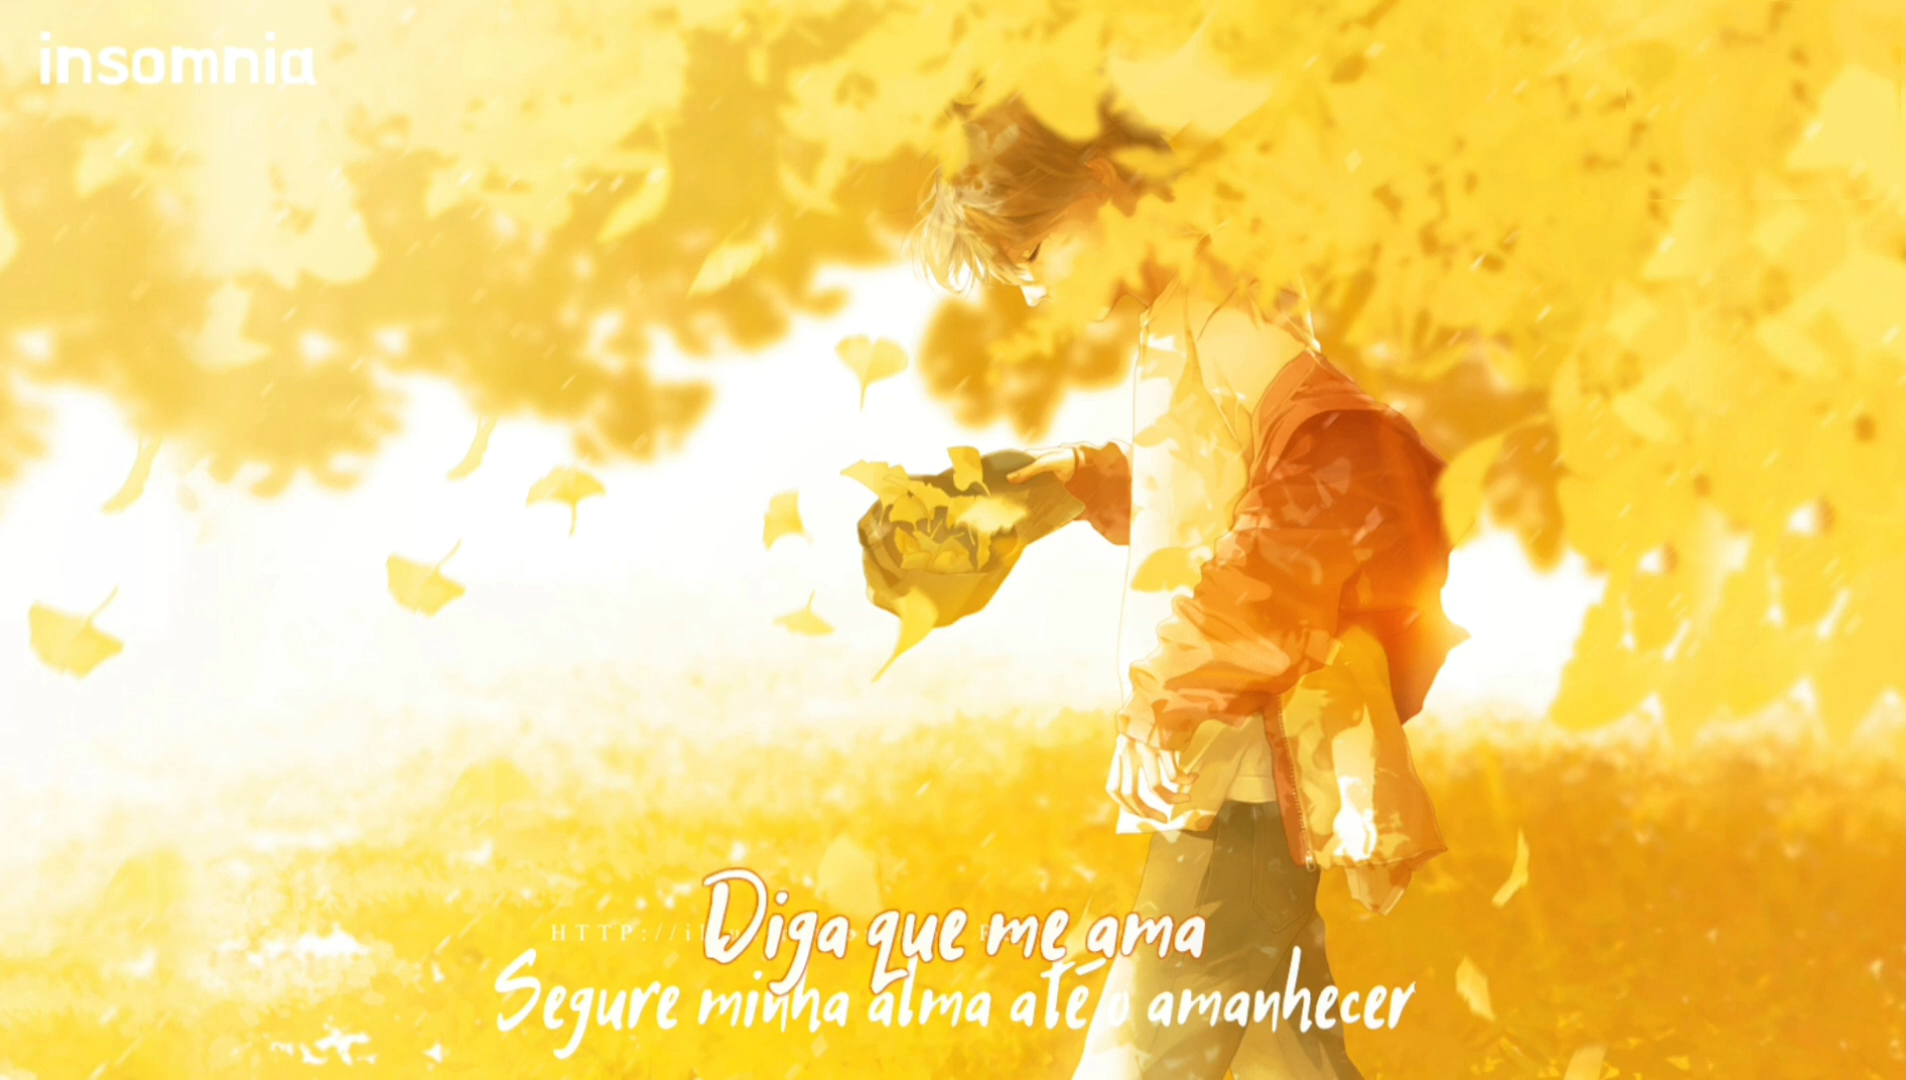 insomnia
Diga que me ama
Segure minha alma até o amanhecer